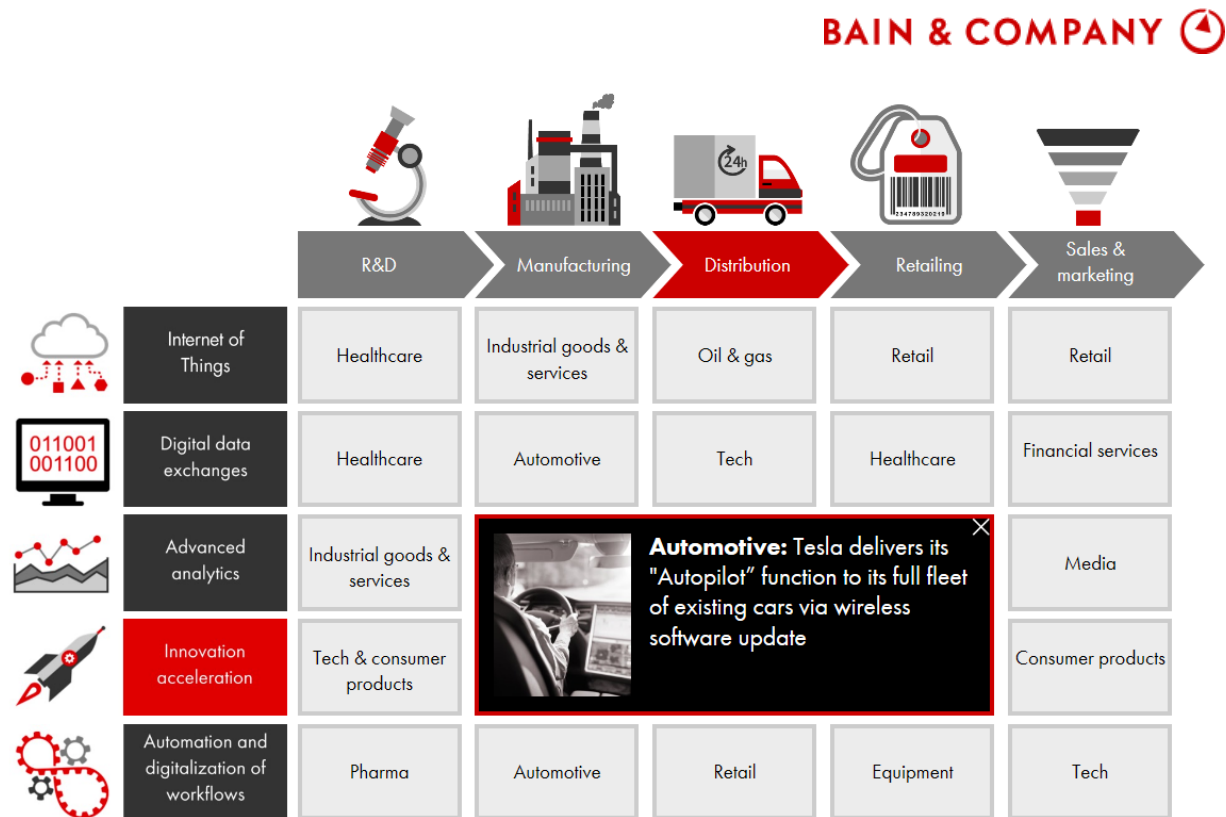 BAIN & COMPANY
24h
234789320218
R&D
Manufacturing
Distribution
Retailing
Sales &
marketing
Internet of
Things
Healthcare
Industrial goods &
services
Oil & gas
Retail
Retail
011001
001100
Digital data
exchanges
Healthcare
Automotive
Tech
Healthcare
Financial services
Advanced
analytics
Industrial goods &
services
Automotive: Tesla delivers its
"Autopilot” function to its full fleet
of existing cars via wireless
software update
Media
Innovation
acceleration
Tech & consumer
products
Consumer products
Automation and
digitalization of
workflows
Pharma
Automotive
Retail
Equipment
Tech